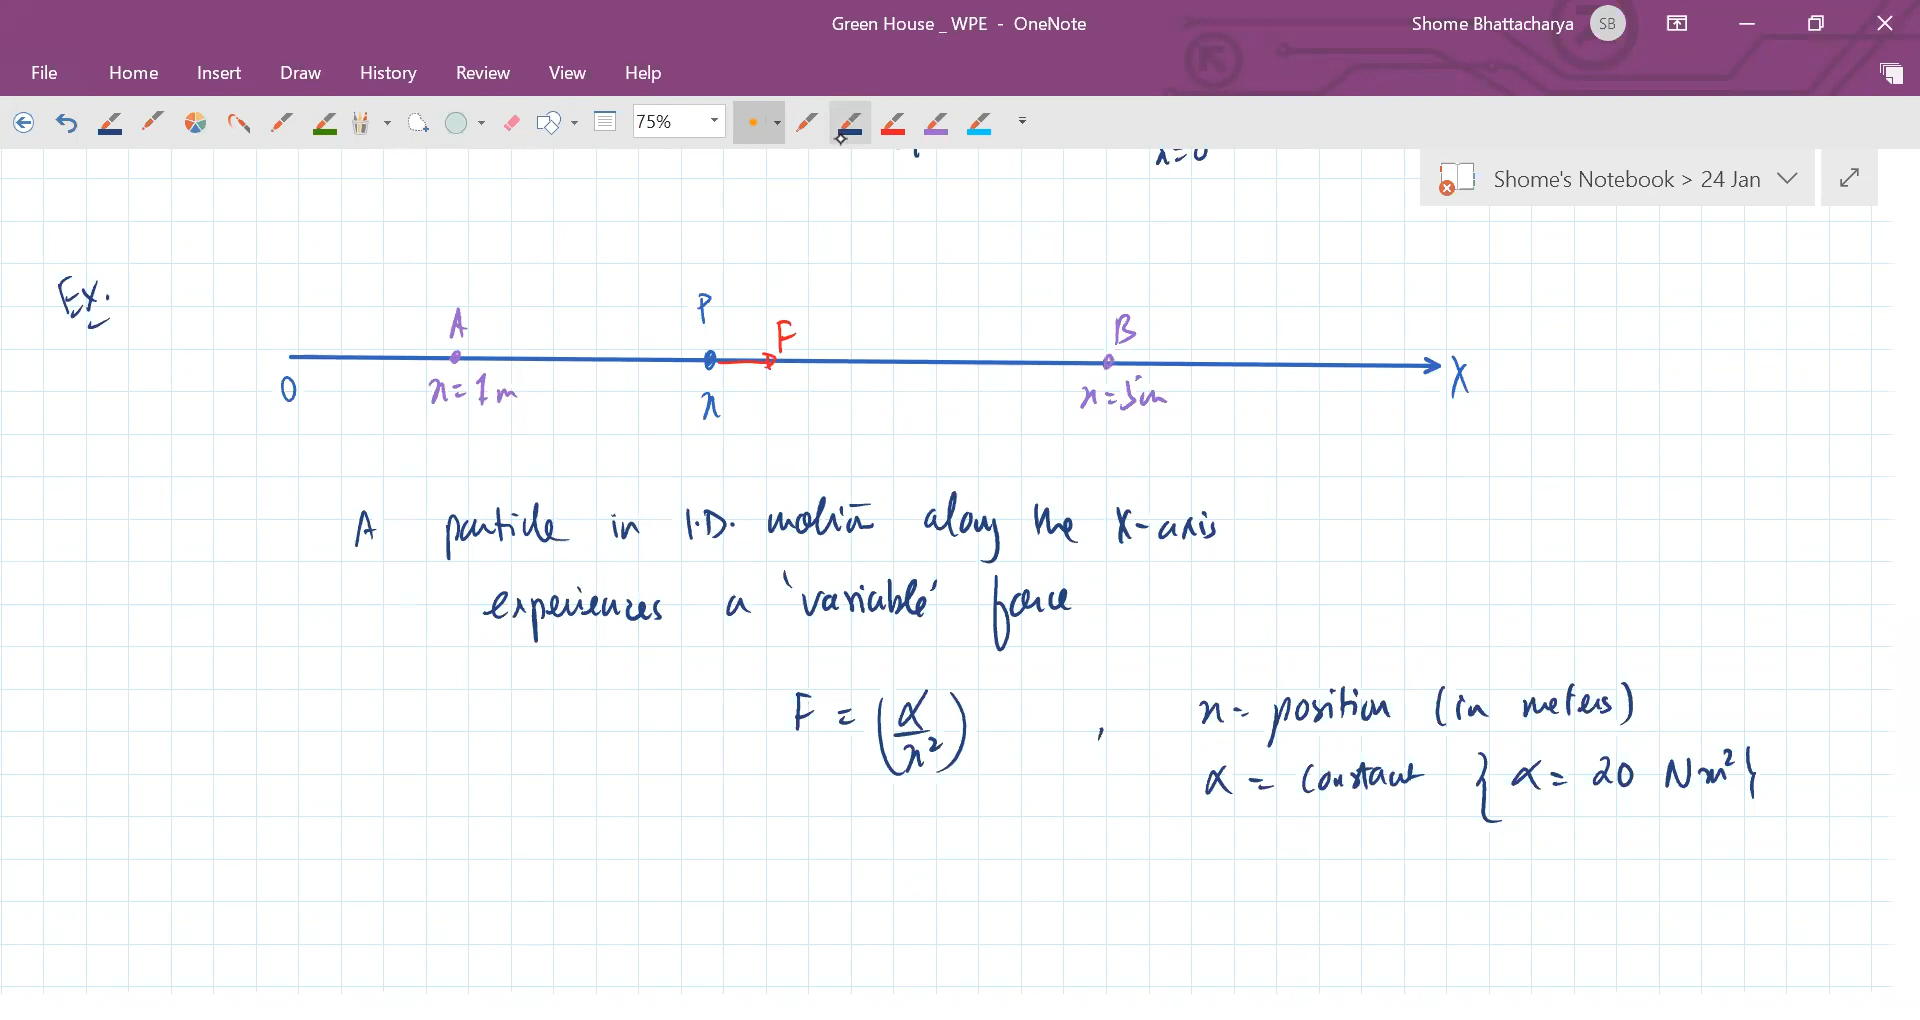 Green House _ WPE - OneNote
Shome Bhattacharya SB
File Home Insert Draw History Review View Help
75%
x=0
Shome's Notebook > 24 Jan
Ex.
A
P
F
B
O
x=1m
x
x=5m
X
A particle in 1.D. motion along the X-axis
experiences a 'variable' force
F = (α/x²) ,
x = position (in meters)
α = constant { α = 20 Nm² }